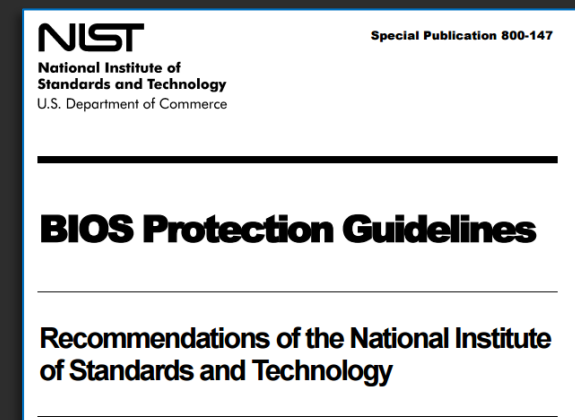 NIST
Special Publication 800-147
National Institute of
Standards and Technology
U.S. Department of Commerce
BIOS Protection Guidelines
Recommendations of the National Institute
of Standards and Technology